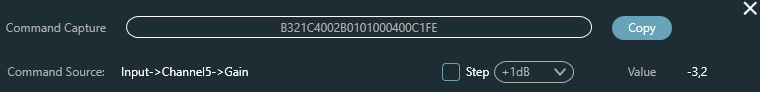 Command Capture B321C4002B0101000400C1FE Copy
Command Source: Input->Channel5->Gain Step +1dB Value -3,2